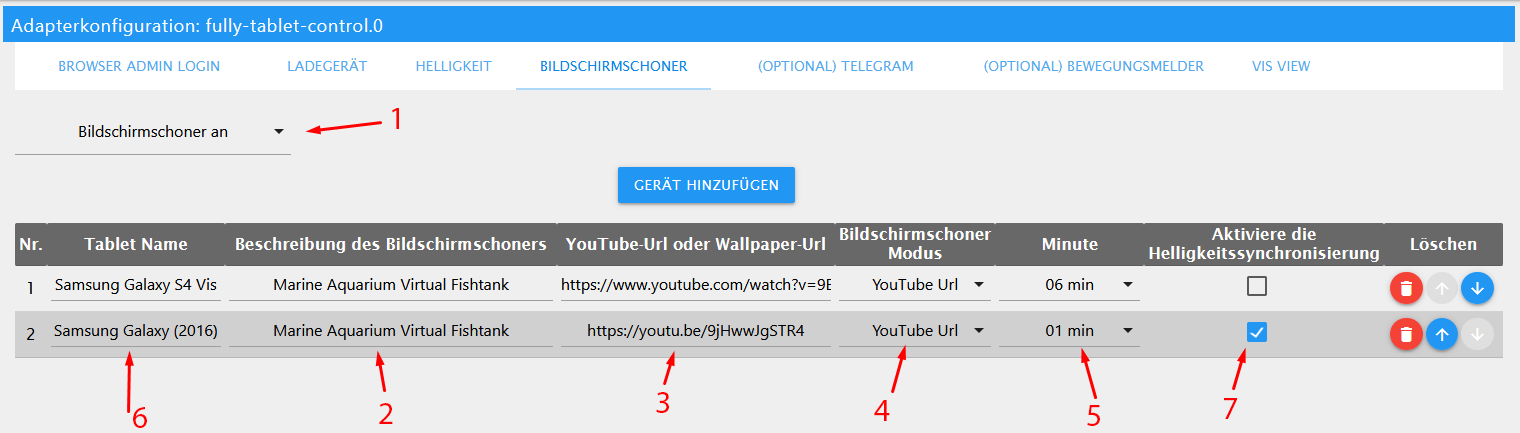 Adapterkonfiguration: fully-tablet-control.0
BROWSER ADMIN LOGIN LADEGERÄT HELLIGKEIT BILDSCHIRMSCHONER (OPTIONAL) TELEGRAM (OPTIONAL) BEWEGUNGSMELDER VIS VIEW
Bildschirmschoner an 1
GERÄT HINZUFÜGEN
Nr. Tablet Name Beschreibung des Bildschirmschoners YouTube-Url oder Wallpaper-Url Bildschirmschoner Modus Minute Aktiviere die Helligkeitssynchronisierung Löschen
1 Samsung Galaxy S4 Vis Marine Aquarium Virtual Fishtank https://www.youtube.com/watch?v=9E YouTube Url 06 min
2 Samsung Galaxy (2016) Marine Aquarium Virtual Fishtank https://youtu.be/9jHwwJgSTR4 YouTube Url 01 min
6 2 3 4 5 7